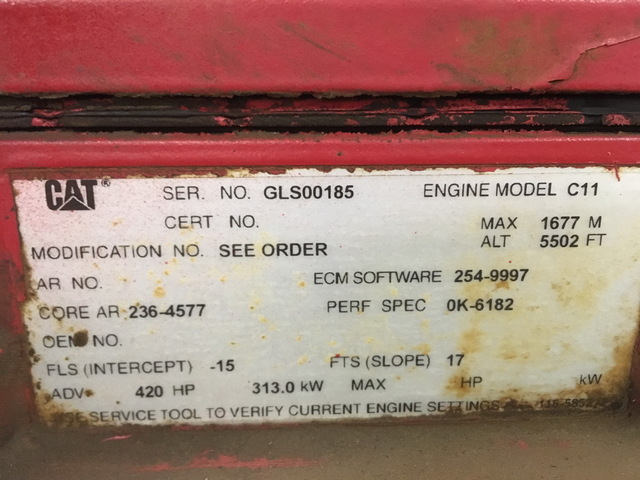 CAT® SER. NO. GLS00185 ENGINE MODEL C11
CERT NO. MAX 1677 M
MODIFICATION NO. SEE ORDER ALT 5502 FT
AR NO. ECM SOFTWARE 254-9997
CORE AR 236-4577 PERF SPEC 0K-6182
OEM NO.
FLS (INTERCEPT) -15 FTS (SLOPE) 17
ADV 420 HP 313.0 kW MAX HP kW
SERVICE TOOL TO VERIFY CURRENT ENGINE SETTINGS